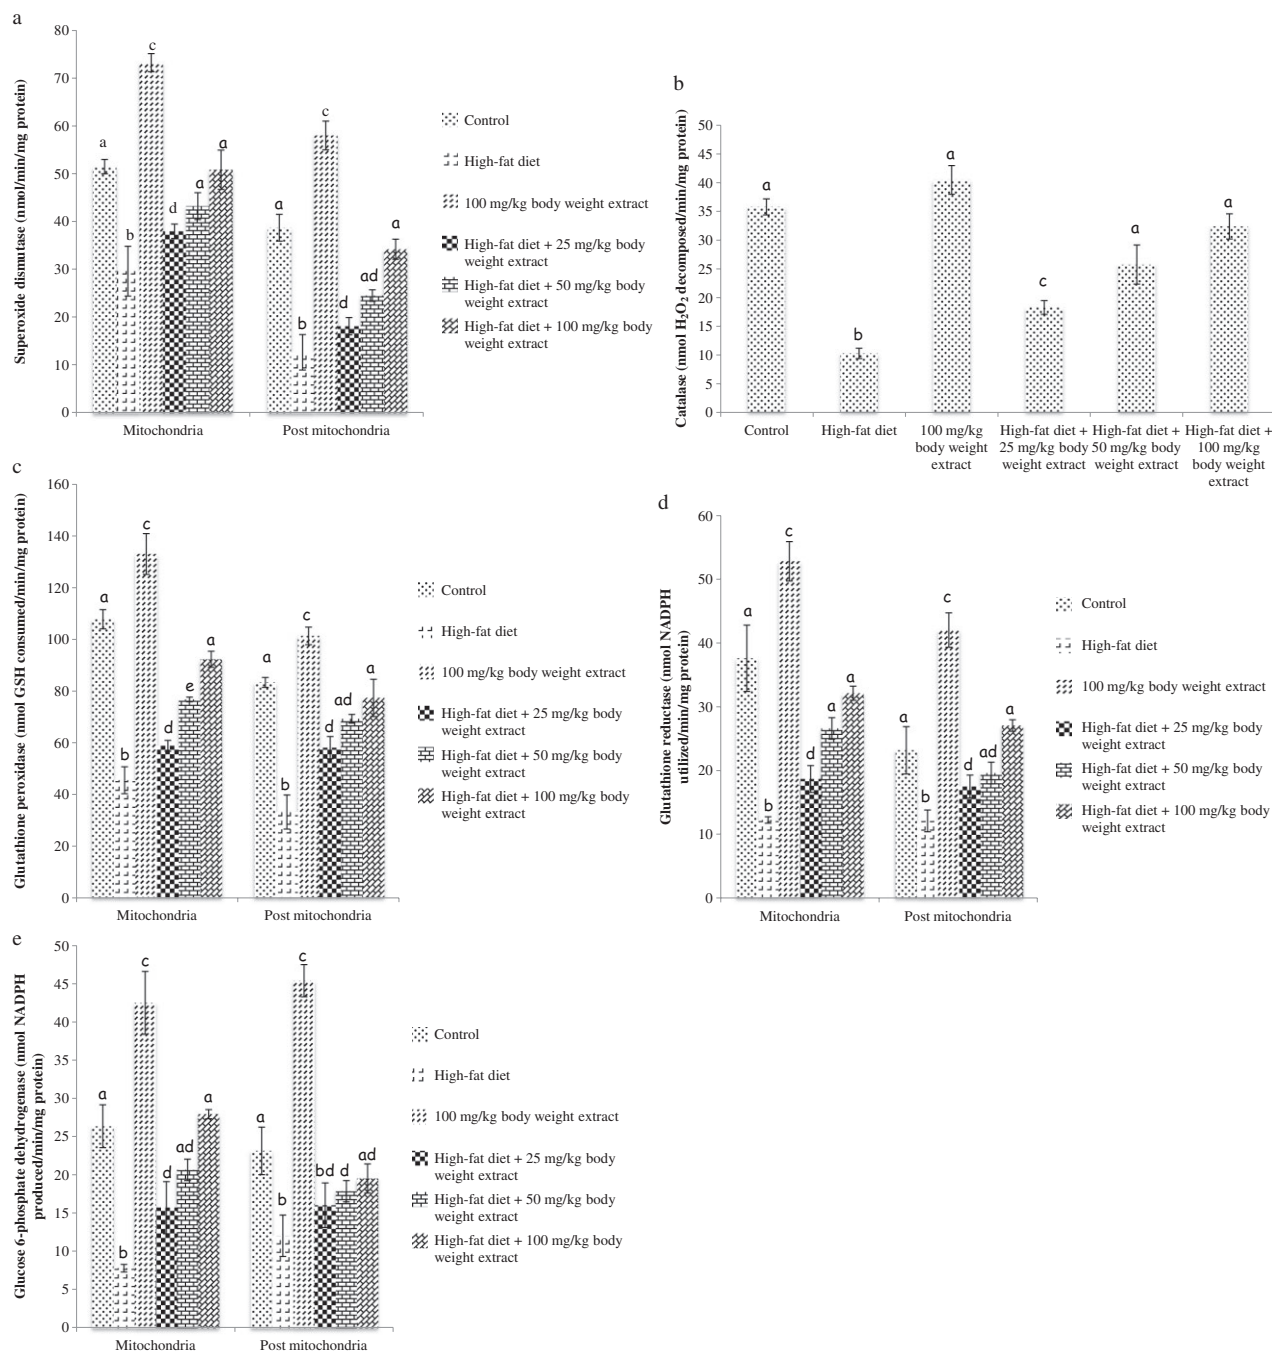 a
Superoxide dismutase (nmol/min/mg protein)
80
70
60
50
40
30
20
10
0
a
b
c
d
a
a
a
b
c
d
ad
a
Mitochondria
Post mitochondria
Control
High-fat diet
100 mg/kg body weight extract
High-fat diet + 25 mg/kg body
weight extract
High-fat diet + 50 mg/kg body
weight extract
High-fat diet + 100 mg/kg body
weight extract
b
Catalase (nmol H₂O₂ decomposed/min/mg protein)
50
45
40
35
30
25
20
15
10
5
0
a
b
a
c
a
a
Control
High-fat diet
100 mg/kg
body weight
extract
High-fat diet +
25 mg/kg body
weight extract
High-fat diet +
50 mg/kg body
weight extract
High-fat diet +
100 mg/kg
body weight
extract
c
Glutathione peroxidase (nmol GSH consumed/min/mg protein)
160
140
120
100
80
60
40
20
0
a
b
c
d
e
a
a
b
c
d
ad
a
Mitochondria
Post mitochondria
Control
High-fat diet
100 mg/kg body weight extract
High-fat diet + 25 mg/kg body
weight extract
High-fat diet + 50 mg/kg body
weight extract
High-fat diet + 100 mg/kg body
weight extract
d
Glutathione reductase (nmol NADPH
utilized/min/mg protein)
60
50
40
30
20
10
0
a
b
c
d
a
a
a
b
c
d
ad
a
Mitochondria
Post mitochondria
Control
High-fat diet
100 mg/kg body weight extract
High-fat diet + 25 mg/kg body
weight extract
High-fat diet + 50 mg/kg body
weight extract
High-fat diet + 100 mg/kg body
weight extract
e
Glucose 6-phosphate dehydrogenase (nmol NADPH
produced/min/mg protein)
50
45
40
35
30
25
20
15
10
5
0
a
b
c
d
ad
a
a
b
c
bd
d
ad
Mitochondria
Post mitochondria
Control
High-fat diet
100 mg/kg body weight extract
High-fat diet + 25 mg/kg body
weight extract
High-fat diet + 50 mg/kg body
weight extract
High-fat diet + 100 mg/kg body
weight extract